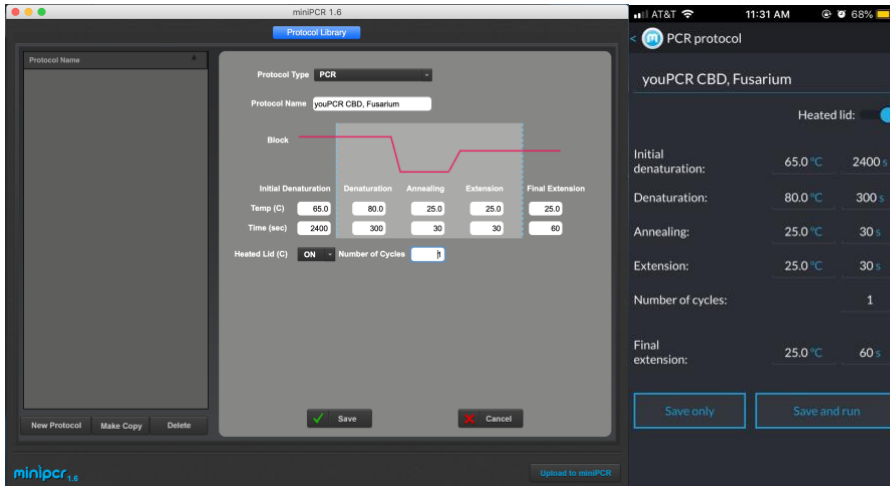 miniPCR 1.6
Protocol Library
Protocol Name
Protocol Type PCR
Protocol Name youPCR CBD, Fusarium
Block
Initial Denaturation Denaturation Annealing Extension Final Extension
Temp (C) 65.0 80.0 25.0 25.0 25.0
Time (sec) 2400 300 30 30 60
Heated Lid (C) ON Number of Cycles 1
Save Cancel
New Protocol Make Copy Delete
minipcr 1.6
Upload to miniPCR
AT&T 11:31 AM 68%
< m PCR protocol
youPCR CBD, Fusarium
Heated lid:
Initial
denaturation: 65.0 °C 2400 s
Denaturation: 80.0 °C 300 s
Annealing: 25.0 °C 30 s
Extension: 25.0 °C 30 s
Number of cycles: 1
Final
extension: 25.0 °C 60 s
Save only Save and run